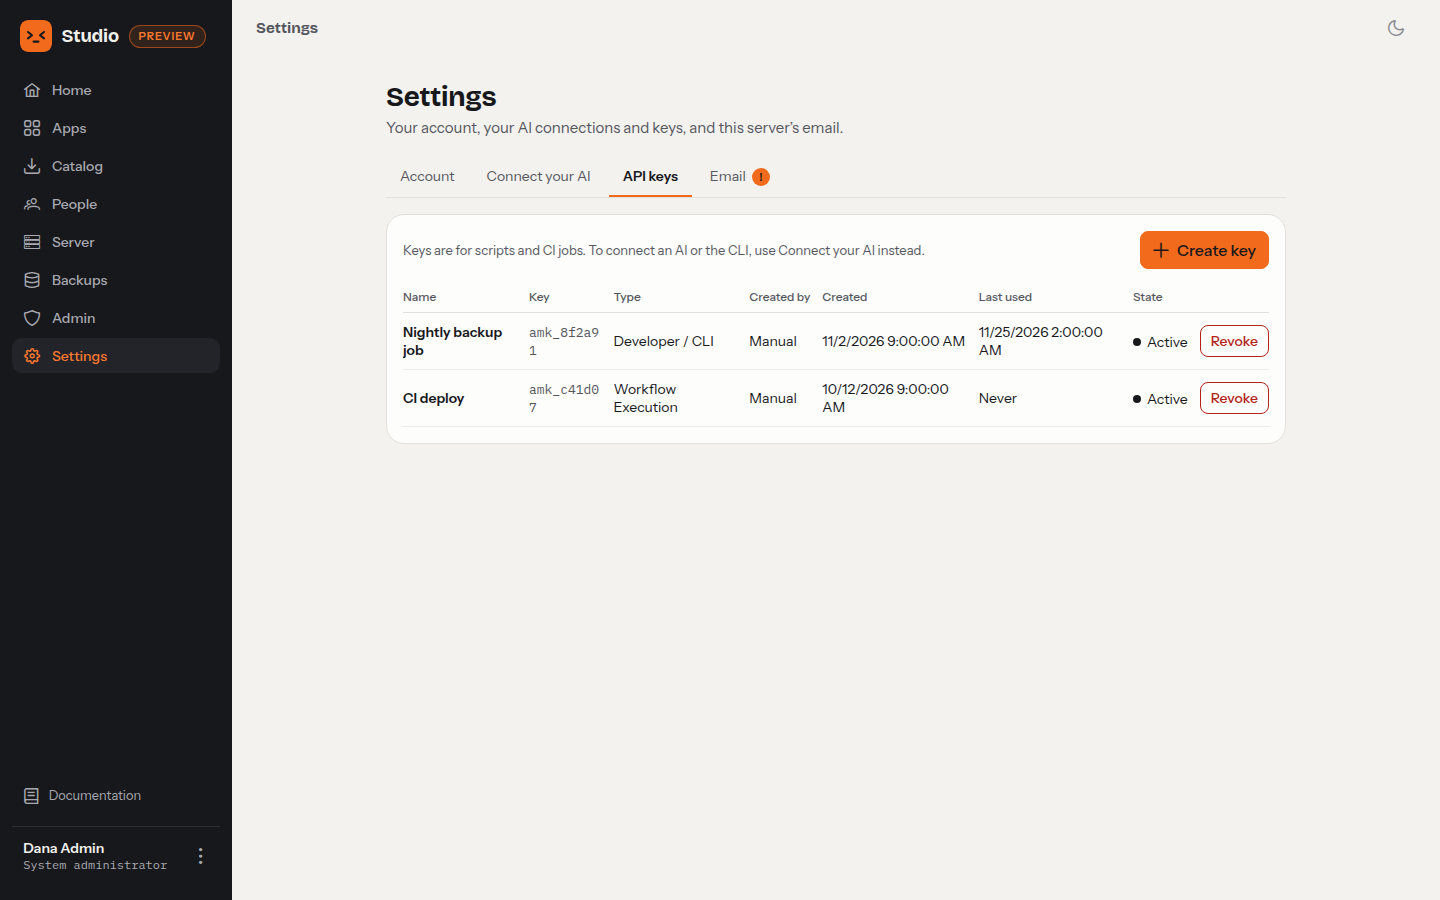 Studio PREVIEW
Home
Apps
Catalog
People
Server
Backups
Admin
Settings
Documentation
Dana Admin
System administrator
Settings
Settings
Your account, your AI connections and keys, and this server's email.
Account Connect your AI API keys Email !
Keys are for scripts and CI jobs. To connect an AI or the CLI, use Connect your AI instead.
Create key
Name Key Type Created by Created Last used State
Nightly backup job amk_8f2a91 Developer / CLI Manual 11/2/2026 9:00:00 AM 11/25/2026 2:00:00 AM Active Revoke
CI deploy amk_c41d07 Workflow Execution Manual 10/12/2026 9:00:00 AM Never Active Revoke